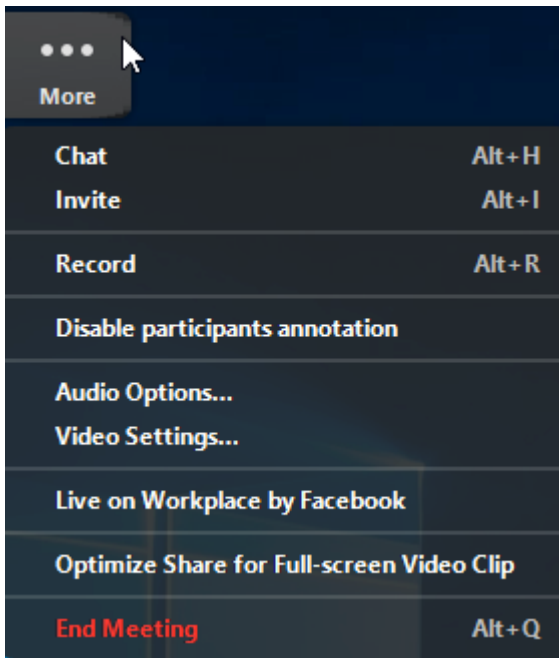 More
Chat Alt+H
Invite Alt+I
Record Alt+R
Disable participants annotation
Audio Options...
Video Settings...
Live on Workplace by Facebook
Optimize Share for Full-screen Video Clip
End Meeting Alt+Q